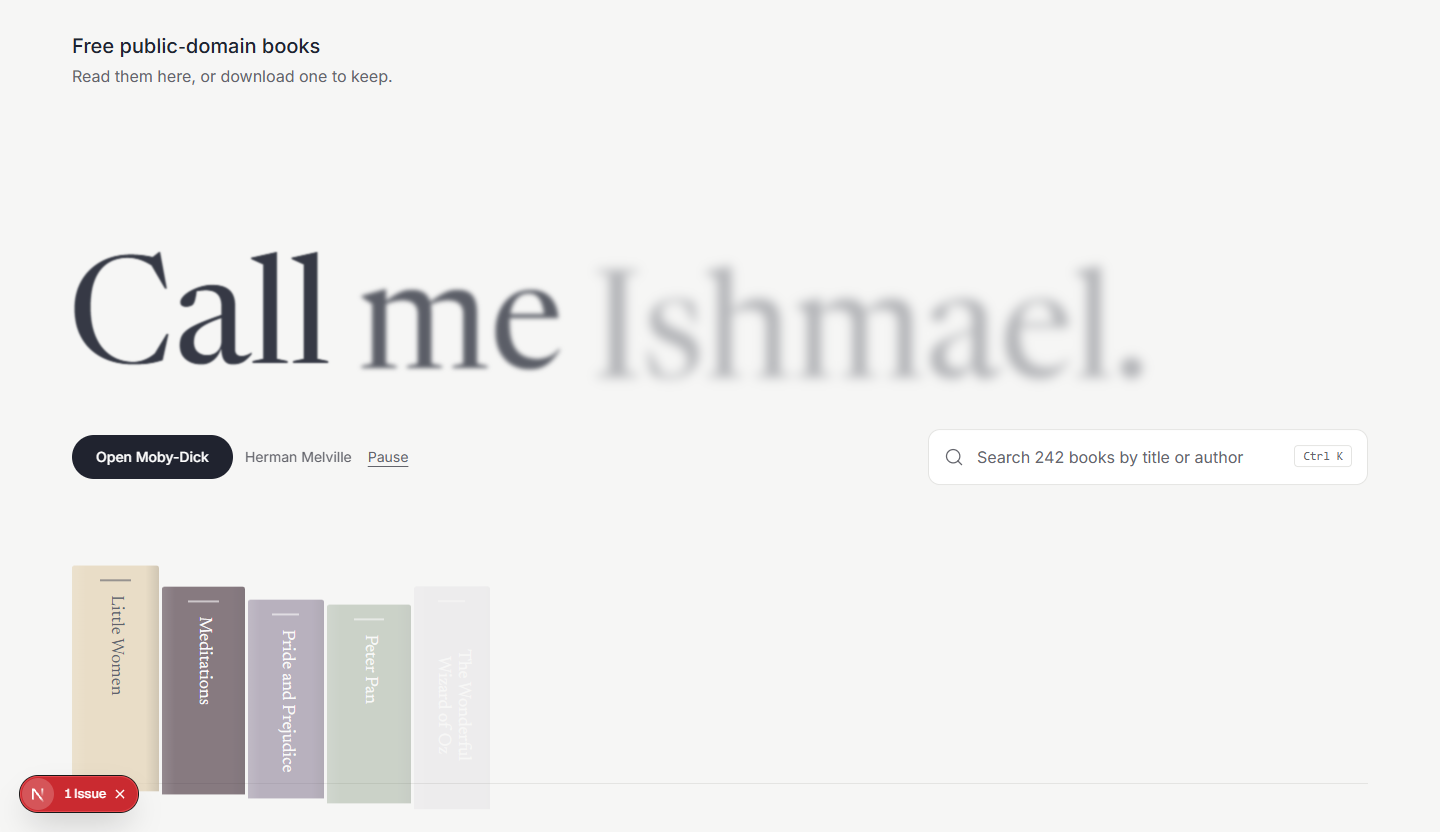 Free public-domain books
Read them here, or download one to keep.
Call me Ishmael.
Open Moby-Dick Herman Melville Pause
Search 242 books by title or author Ctrl K
Little Women
Meditations
Pride and Prejudice
Peter Pan
The Wonderful
Wizard of Oz
N 1 Issue